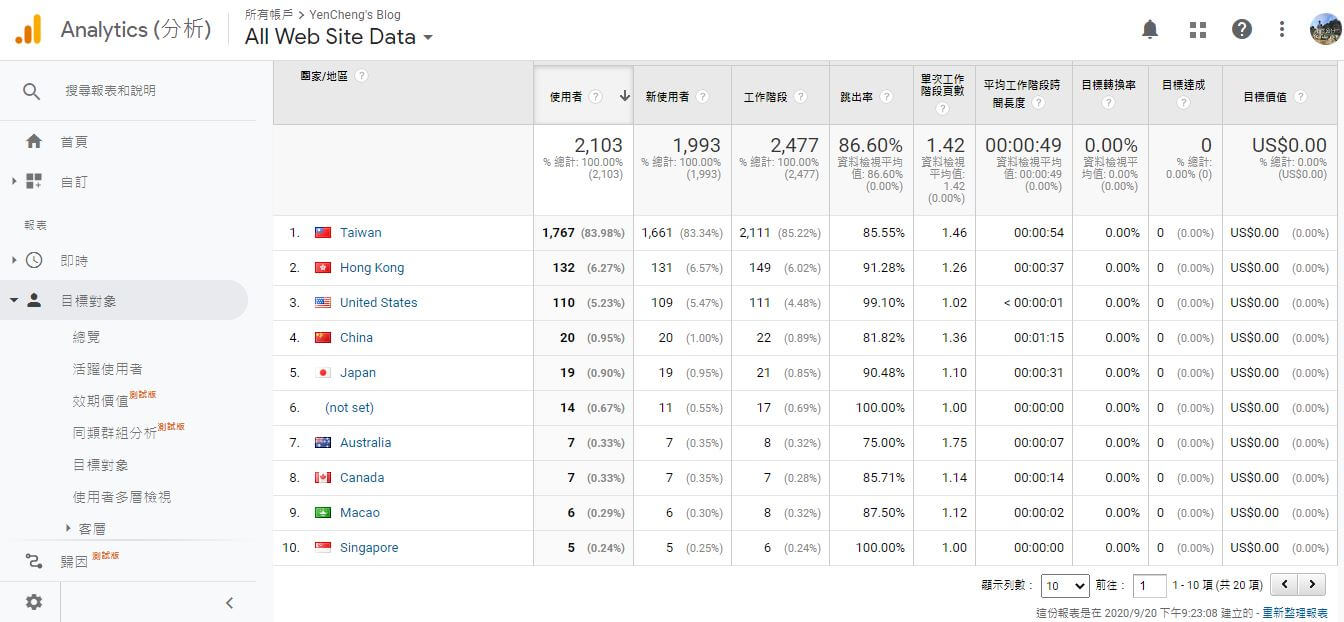 Analytics (分析)
所有帳戶 > YenCheng's Blog
All Web Site Data
搜尋報表和說明
首頁
自訂
報表
即時
目標對象
總覽
活躍使用者
效期價值測試版
同類群組分析測試版
目標對象
使用者多層檢視
客層
歸因 測試版
國家/地區 ?
使用者 ? 新使用者 ? 工作階段 ? 跳出率 ? 單次工作階段頁數 ? 平均工作階段時間長度 ? 目標轉換率 ? 目標達成 ? 目標價值 ?
2,103 1,993 2,477 86.60% 1.42 00:00:49 0.00% 0 US$0.00
% 總計: 100.00% (2,103) % 總計: 100.00% (1,993) % 總計: 100.00% (2,477) 資料檢視平均值: 86.60% (0.00%) 資料檢視平均值: 1.42 (0.00%) 資料檢視平均值: 00:00:49 (0.00%) 資料檢視平均值: 0.00% (0.00%) % 總計: 0.00% (0) % 總計: 0.00% (US$0.00)
1. Taiwan 1,767 (83.98%) 1,661 (83.34%) 2,111 (85.22%) 85.55% 1.46 00:00:54 0.00% 0 (0.00%) US$0.00 (0.00%)
2. Hong Kong 132 (6.27%) 131 (6.57%) 149 (6.02%) 91.28% 1.26 00:00:37 0.00% 0 (0.00%) US$0.00 (0.00%)
3. United States 110 (5.23%) 109 (5.47%) 111 (4.48%) 99.10% 1.02 < 00:00:01 0.00% 0 (0.00%) US$0.00 (0.00%)
4. China 20 (0.95%) 20 (1.00%) 22 (0.89%) 81.82% 1.36 00:01:15 0.00% 0 (0.00%) US$0.00 (0.00%)
5. Japan 19 (0.90%) 19 (0.95%) 21 (0.85%) 90.48% 1.10 00:00:31 0.00% 0 (0.00%) US$0.00 (0.00%)
6. (not set) 14 (0.67%) 11 (0.55%) 17 (0.69%) 100.00% 1.00 00:00:00 0.00% 0 (0.00%) US$0.00 (0.00%)
7. Australia 7 (0.33%) 7 (0.35%) 8 (0.32%) 75.00% 1.75 00:00:07 0.00% 0 (0.00%) US$0.00 (0.00%)
8. Canada 7 (0.33%) 7 (0.35%) 7 (0.28%) 85.71% 1.14 00:00:14 0.00% 0 (0.00%) US$0.00 (0.00%)
9. Macao 6 (0.29%) 6 (0.30%) 8 (0.32%) 87.50% 1.12 00:00:02 0.00% 0 (0.00%) US$0.00 (0.00%)
10. Singapore 5 (0.24%) 5 (0.25%) 6 (0.24%) 100.00% 1.00 00:00:00 0.00% 0 (0.00%) US$0.00 (0.00%)
顯示列數： 10 前往： 1 1 - 10 項 (共 20 項)
這份報表是在 2020/9/20 下午9:23:08 建立的 - 重新整理報表